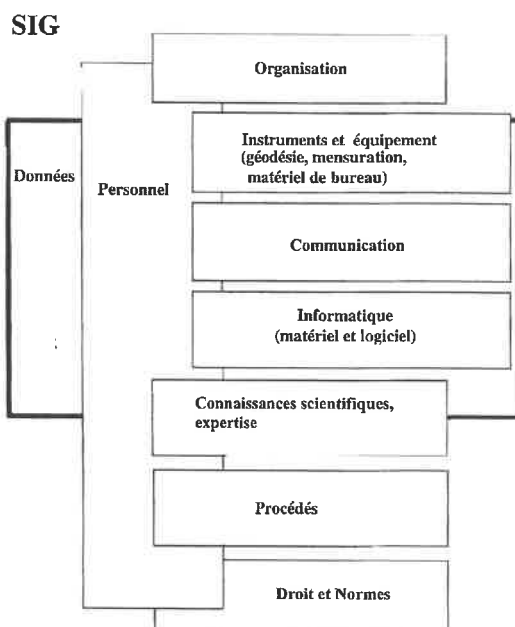 SIG
Organisation
Instruments et équipement
(géodésie, mensuration,
matériel de bureau)
Données
Personnel
Communication
Informatique
(matériel et logiciel)
Connaissances scientifiques,
expertise
Procédés
Droit et Normes